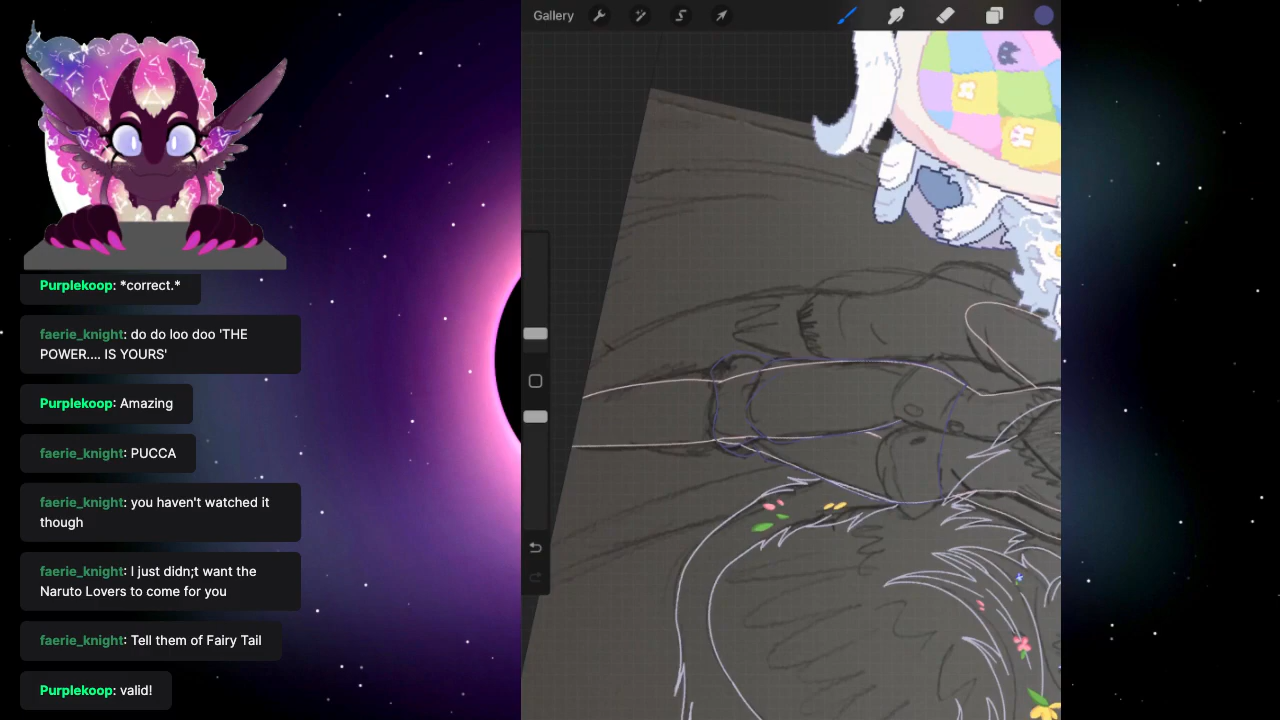 Gallery
Purplekoop: *correct.*
faerie_knight: do do loo doo 'THE
POWER.... IS YOURS'
Purplekoop: Amazing
faerie_knight: PUCCA
faerie_knight: you haven't watched it
though
faerie_knight: I just didn;t want the
Naruto Lovers to come for you
faerie_knight: Tell them of Fairy Tail
Purplekoop: valid!